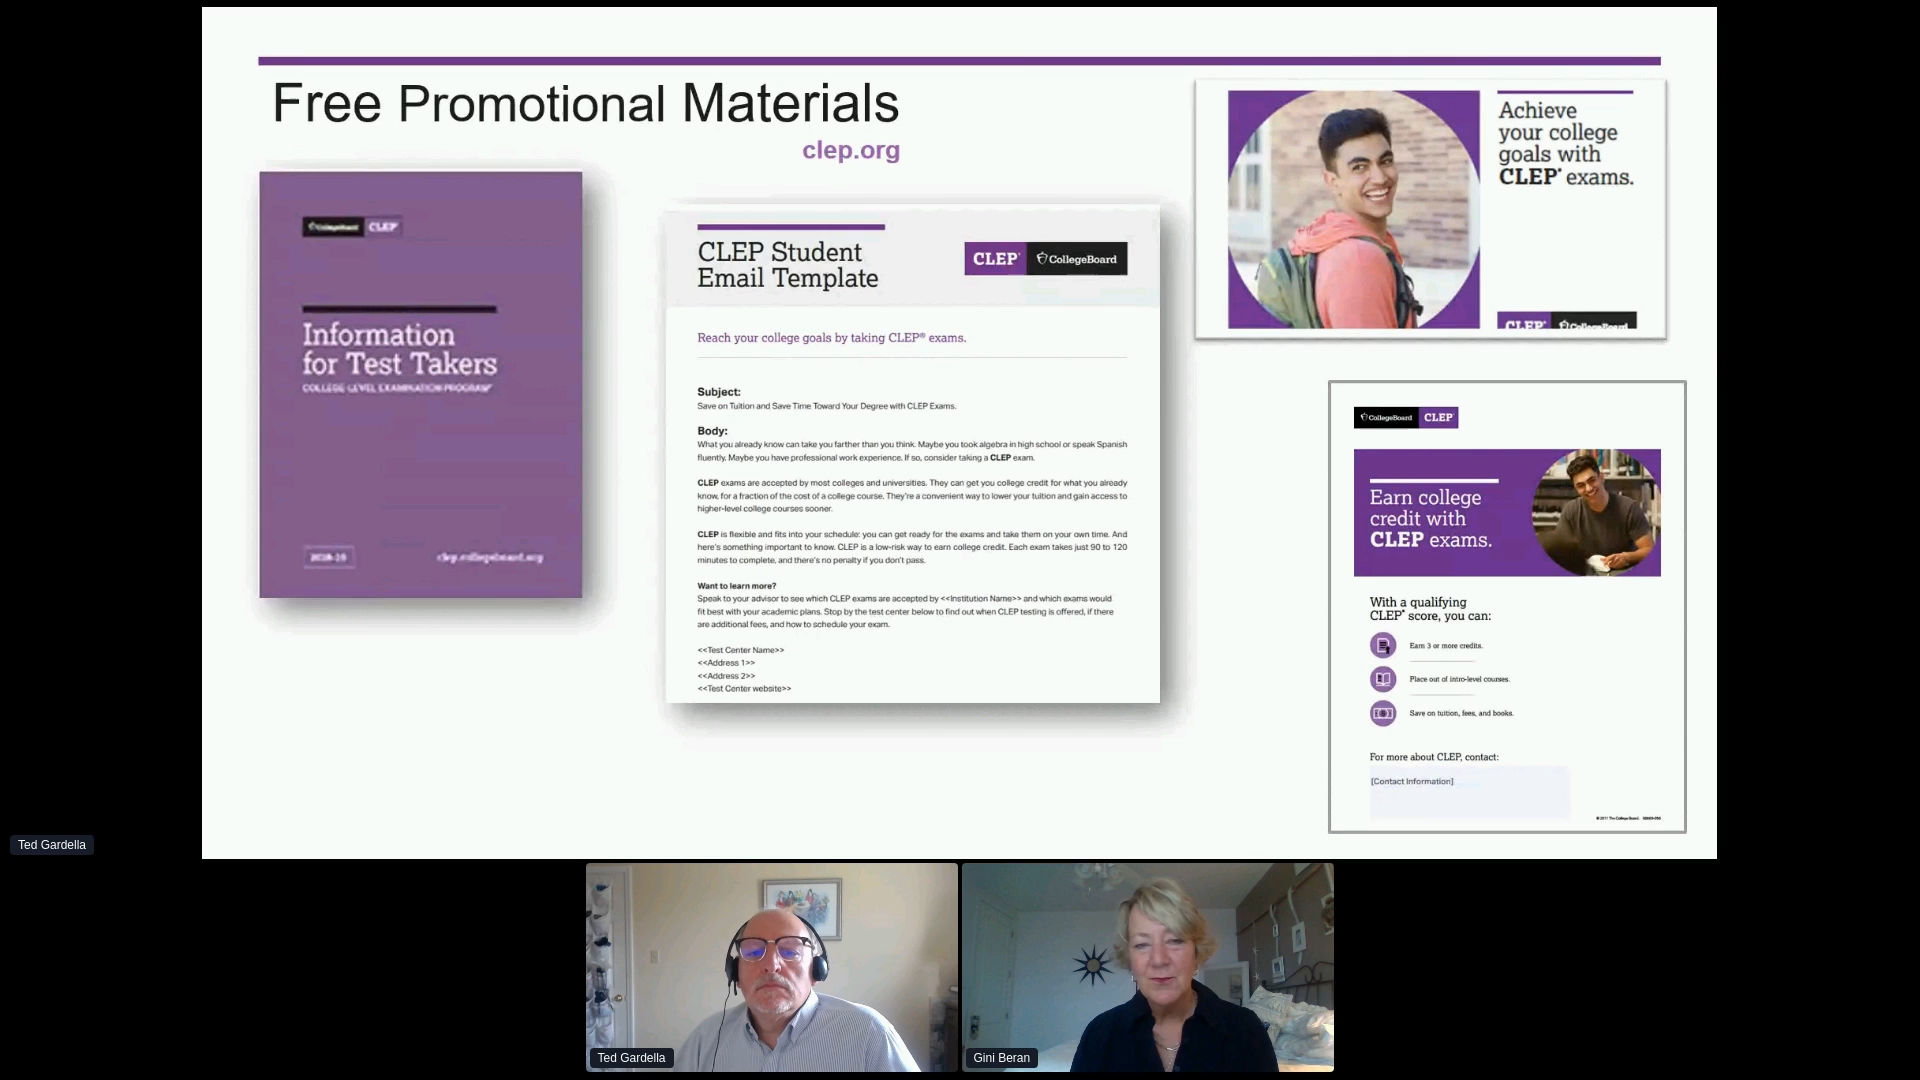 Free Promotional Materials
clep.org
CollegeBoard CLEP
Information
for Test Takers
COLLEGE-LEVEL EXAMINATION PROGRAM®
clep.collegeboard.org
CLEP Student
Email Template
CLEP® CollegeBoard
Reach your college goals by taking CLEP® exams.
Subject:
Save on Tuition and Save Time Toward Your Degree with CLEP Exams.
Body:
What you already know can take you farther than you think. Maybe you took algebra in high school or speak Spanish
fluently. Maybe you have professional work experience. If so, consider taking a CLEP exam.
CLEP exams are accepted by most colleges and universities. They can get you college credit for what you already
know, for a fraction of the cost of a college course. They're a convenient way to lower your tuition and gain access to
higher-level college courses sooner.
CLEP is flexible and fits into your schedule: you can get ready for the exams and take them on your own time. And
here's something important to know. CLEP is a low-risk way to earn college credit. Each exam takes just 90 to 120
minutes to complete, and there's no penalty if you don't pass.
Want to learn more?
Speak to your advisor to see which CLEP exams are accepted by <<Institution Name>> and which exams would
fit best with your academic plans. Stop by the test center below to find out when CLEP testing is offered, if there
are additional fees, and how to schedule your exam.
<<Test Center Name>>
<<Address 1>>
<<Address 2>>
<<Test Center website>>
Achieve
your college
goals with
CLEP® exams.
CLEP® CollegeBoard
CollegeBoard CLEP®
Earn college
credit with
CLEP exams.
With a qualifying
CLEP® score, you can:
Earn 3 or more credits.
Place out of intro-level courses.
Save on tuition, fees, and books.
For more about CLEP, contact:
[Contact Information]
Ted Gardella
Ted Gardella
Gini Beran